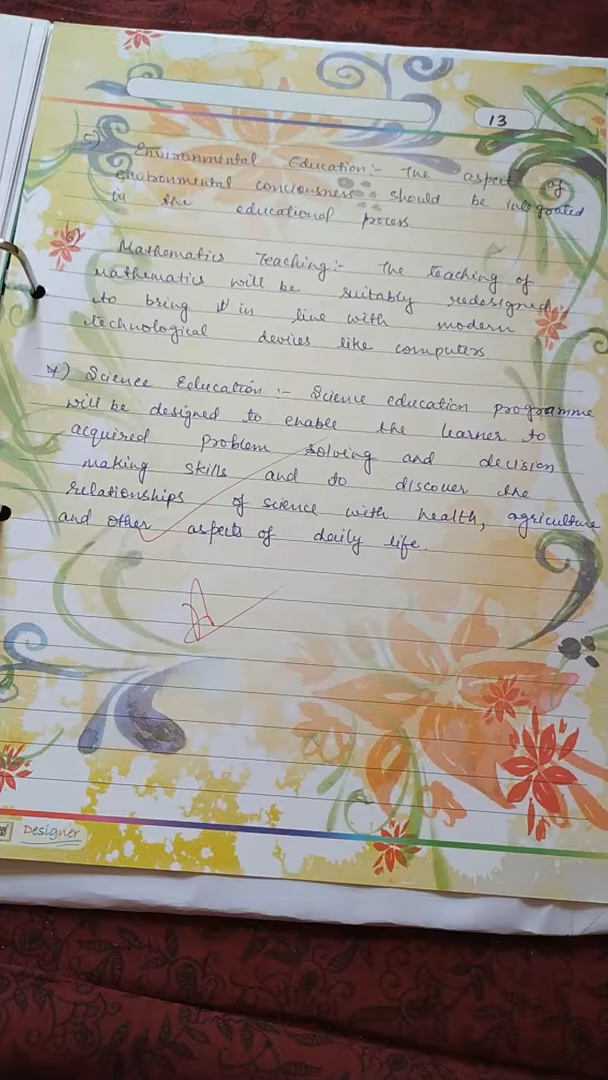 13
5) Environmental Education:- The aspect of
environmental conciousness should be integrated
in the educational process.
6)
Mathematics Teaching:- The teaching of
mathematics will be suitably redesigned
to bring it in line with modern
technological devices like computers.
7) Science Education:- Science education programme
will be designed to enable the learner to
acquired problem solving and decision
making skills and to discover the
relationships of science with health, agriculture
and other aspects of daily life.
Designer